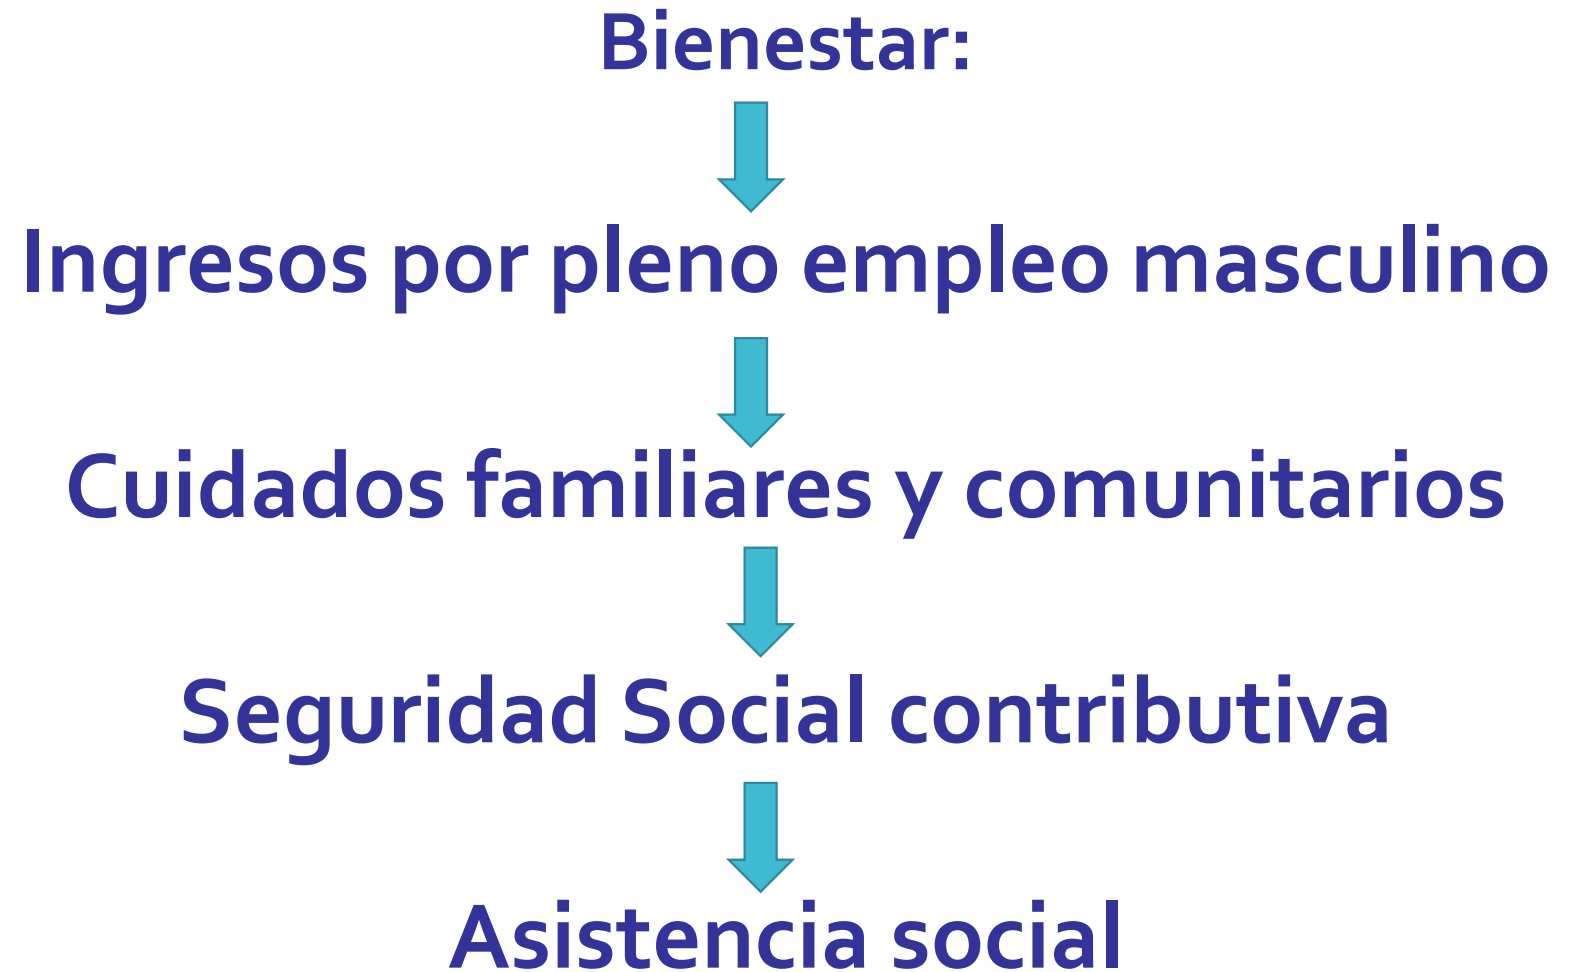 Bienestar:
Ingresos por pleno empleo masculino
Cuidados familiares y comunitarios
Seguridad Social contributiva
Asistencia social